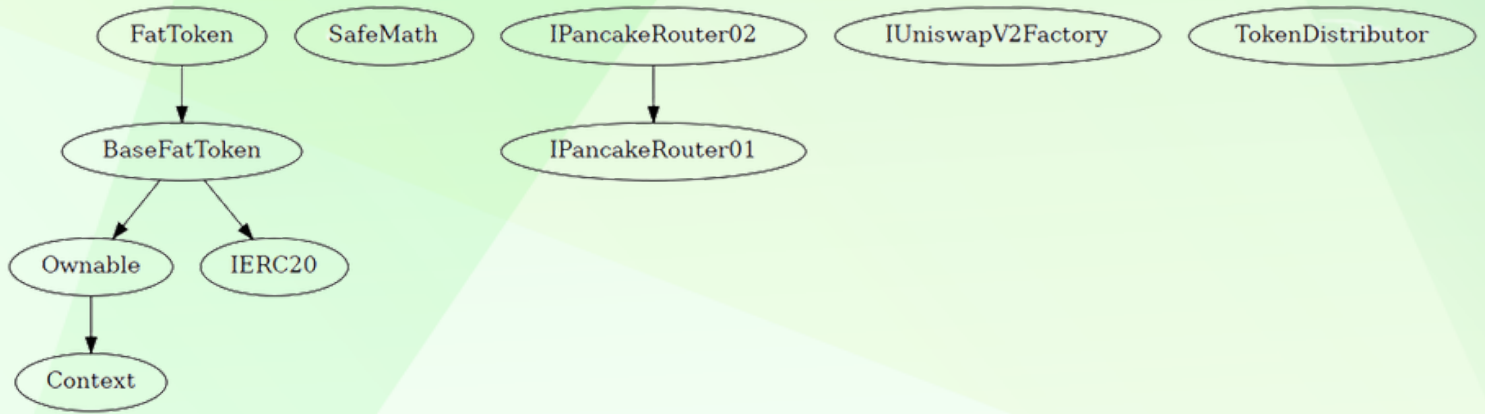 FatToken
SafeMath
IPancakeRouter02
IUniswapV2Factory
TokenDistributor
BaseFatToken
IPancakeRouter01
Ownable
IERC20
Context